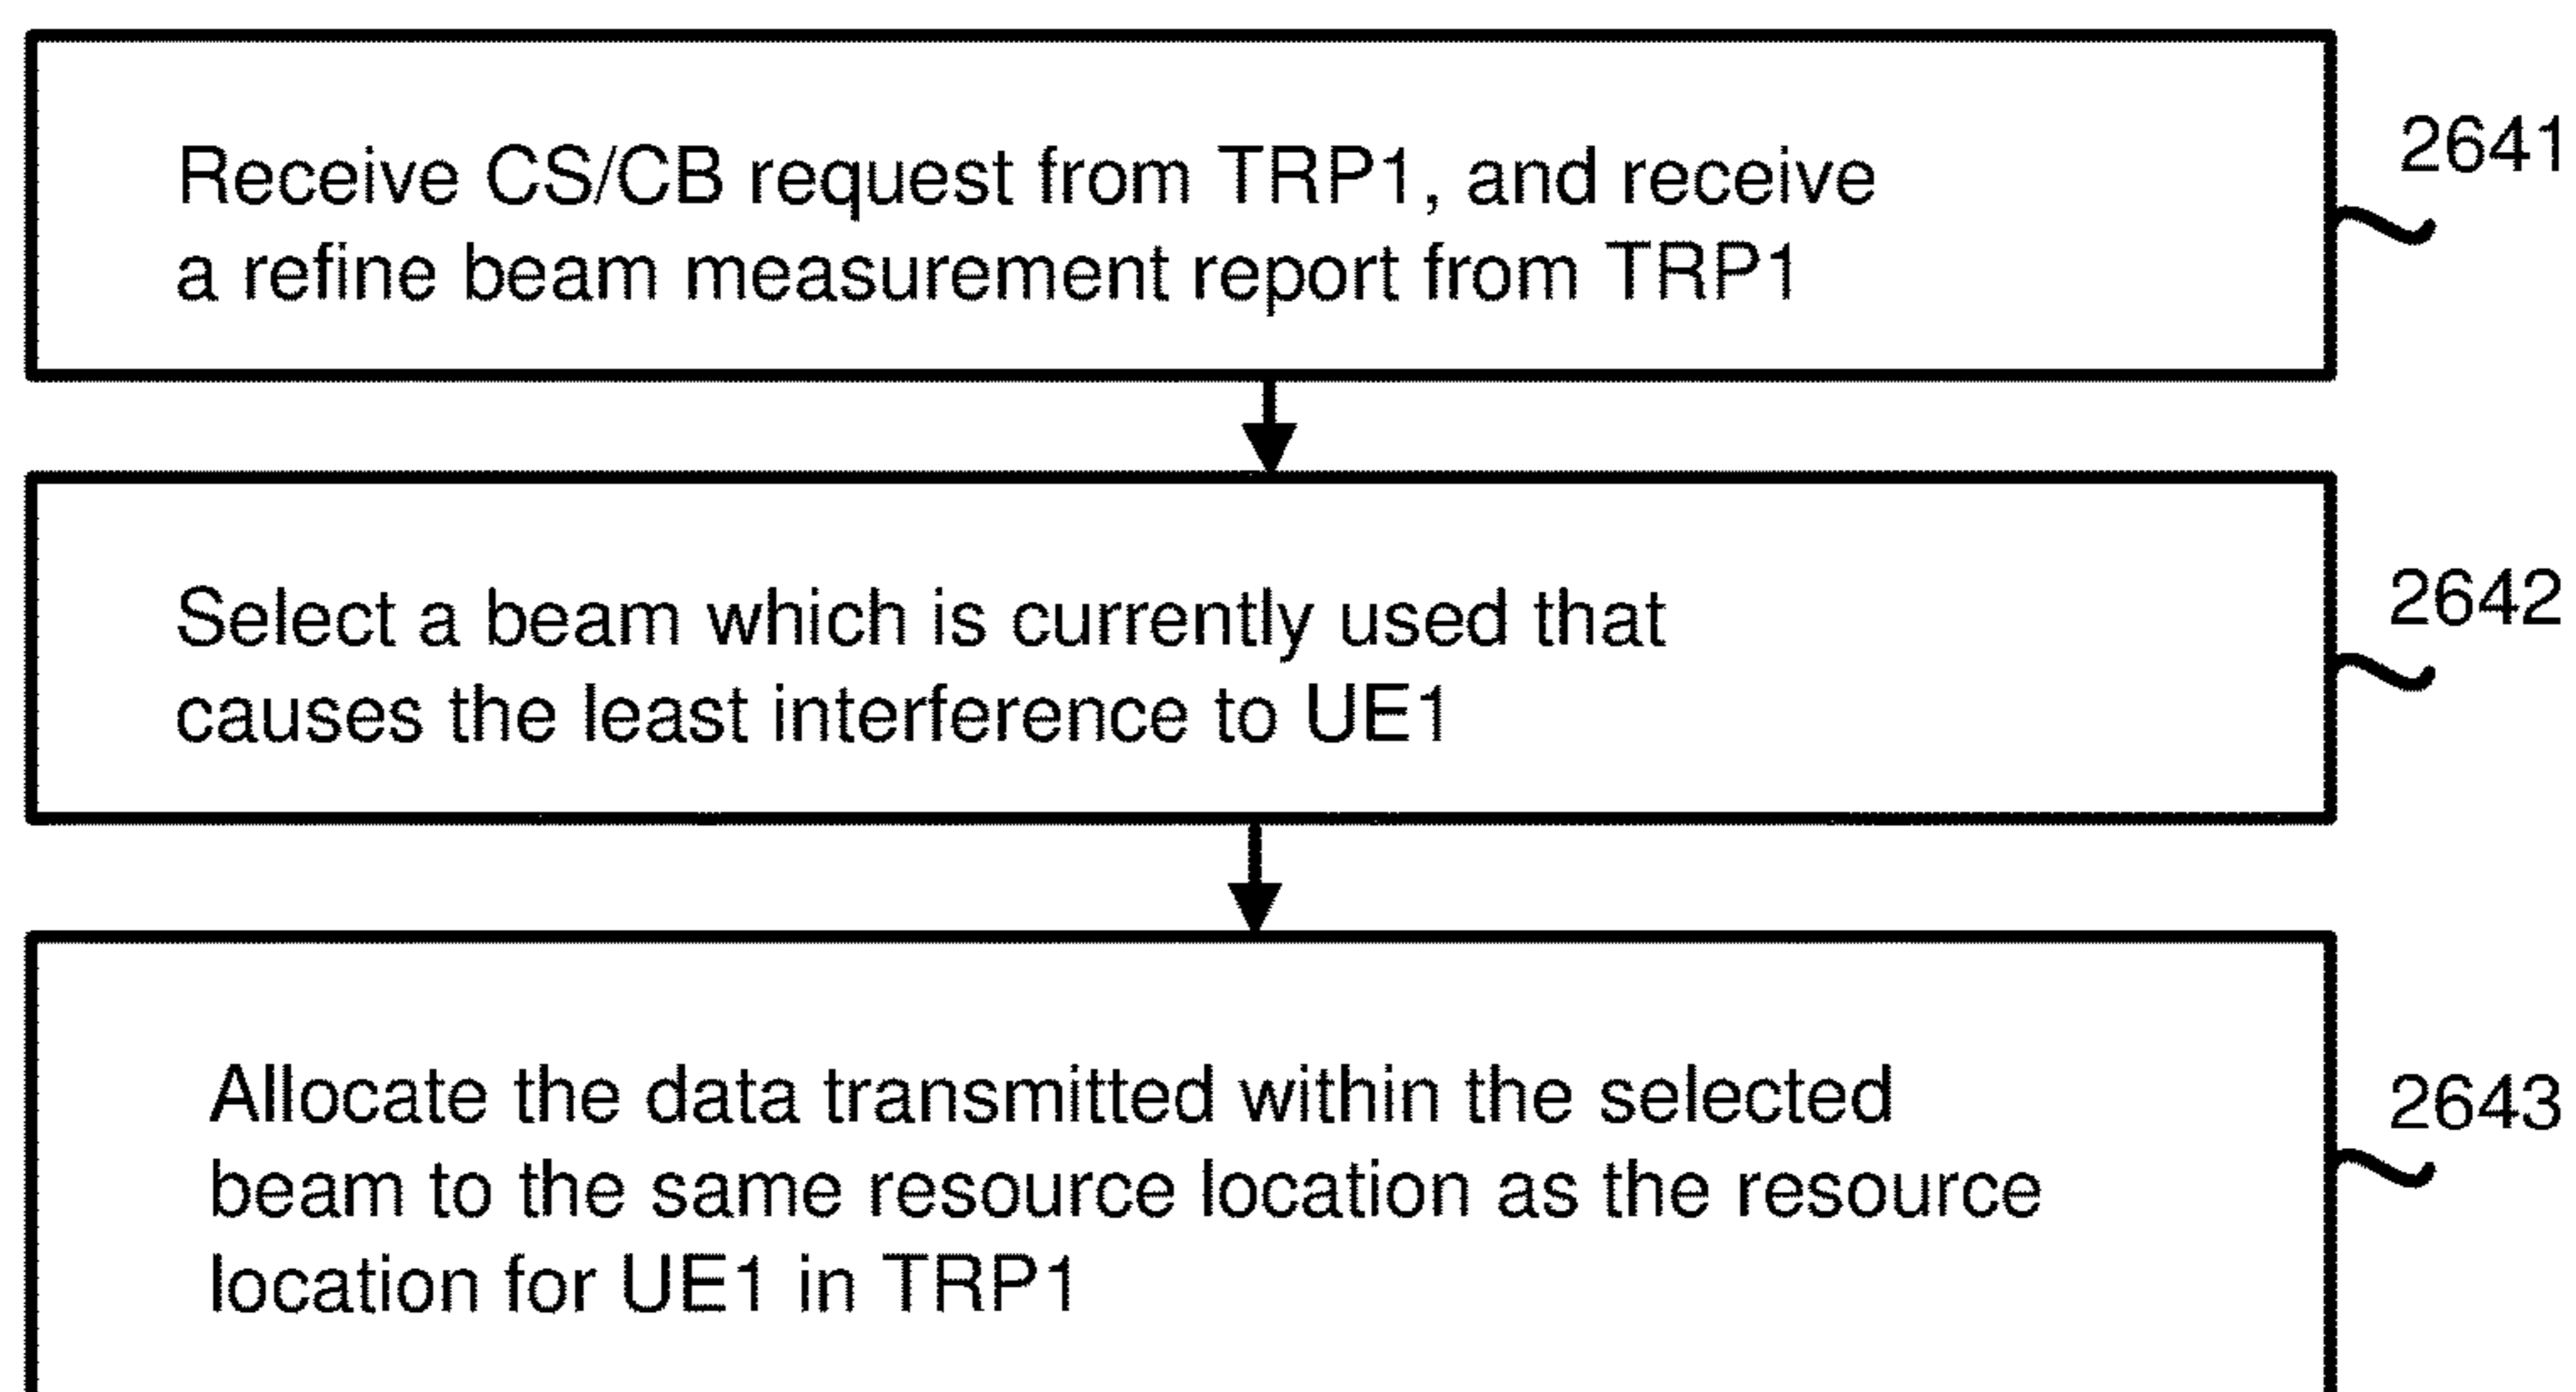 Receive CS/CB request from TRP1, and receive
a refine beam measurement report from TRP1
2641
Select a beam which is currently used that
causes the least interference to UE1
2642
Allocate the data transmitted within the selected
beam to the same resource location as the resource
location for UE1 in TRP1
2643